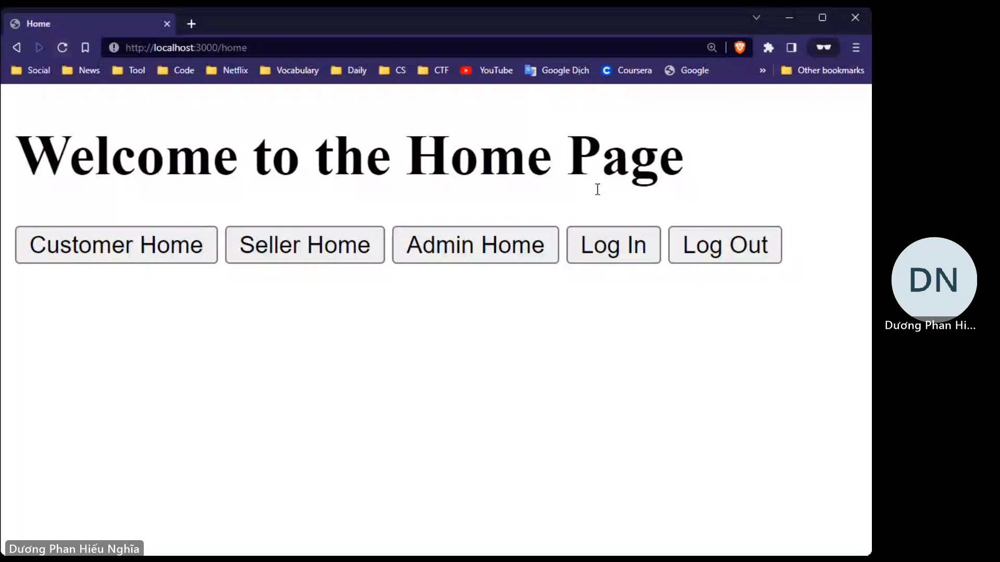 Home
http://localhost:3000/home
Social News Tool Code Netflix Vocabulary Daily CS CTF YouTube Google Dịch Coursera Google » Other bookmarks
Welcome to the Home Page
Customer Home Seller Home Admin Home Log In Log Out
DN
Dương Phan Hi...
Dương Phan Hiếu Nghĩa